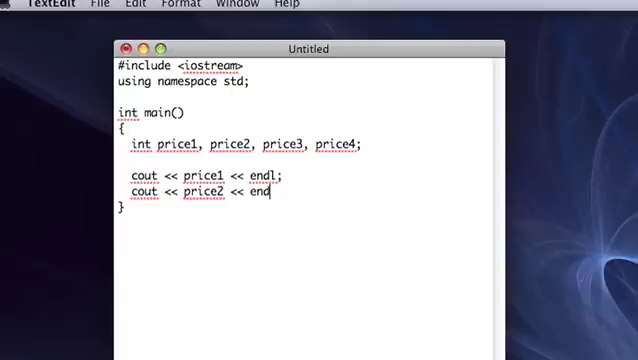 TextEdit File Edit Format Window Help
Untitled
#include <iostream>
using namespace std;
int main()
{
int price1, price2, price3, price4;
cout << price1 << endl;
cout << price2 << end
}